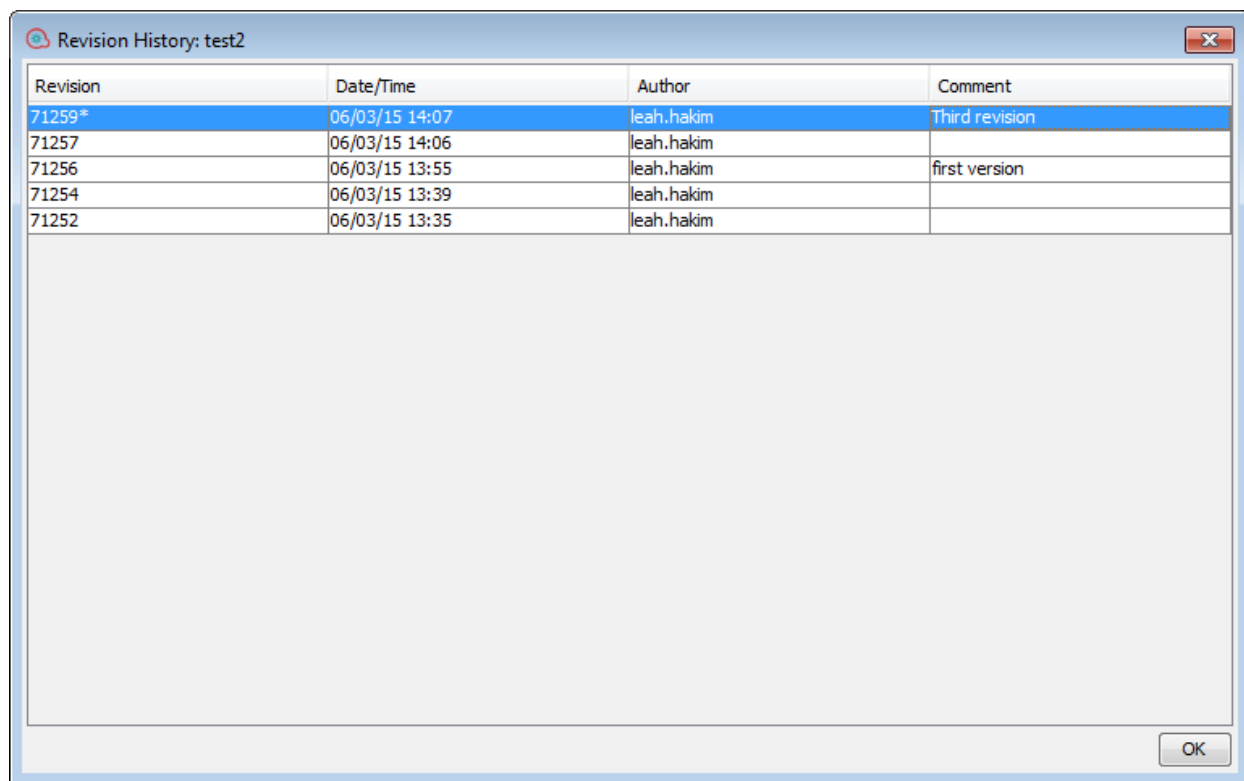 Revision History: test2
Revision Date/Time Author Comment
71259* 06/03/15 14:07 leah.hakim Third revision
71257 06/03/15 14:06 leah.hakim
71256 06/03/15 13:55 leah.hakim first version
71254 06/03/15 13:39 leah.hakim
71252 06/03/15 13:35 leah.hakim
OK